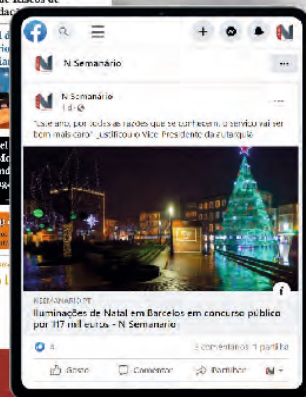 N Semanário
N Semanário
1 d ·
"Este ano, por todas as razões que se conhecem, o serviço vai ser
bem mais caro", justificou o Vice-Presidente da autarquia
NSEMANARIO.PT
Iluminações de Natal em Barcelos em concurso público
por 117 mil euros - N Semanário
4
comentários 1 partilha
Gosto Comentar Partilhar